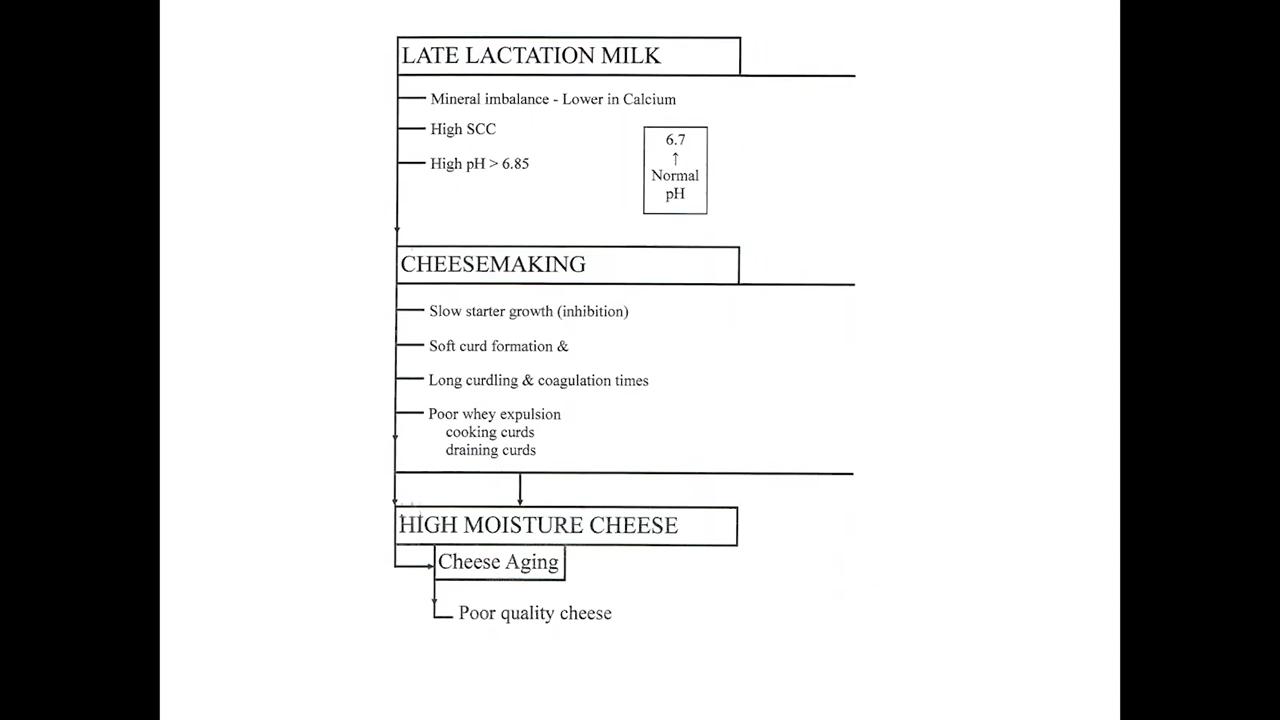 LATE LACTATION MILK
Mineral imbalance - Lower in Calcium
High SCC
High pH > 6.85
6.7
↑
Normal
pH
CHEESEMAKING
Slow starter growth (inhibition)
Soft curd formation &
Long curdling & coagulation times
Poor whey expulsion
cooking curds
draining curds
HIGH MOISTURE CHEESE
Cheese Aging
Poor quality cheese